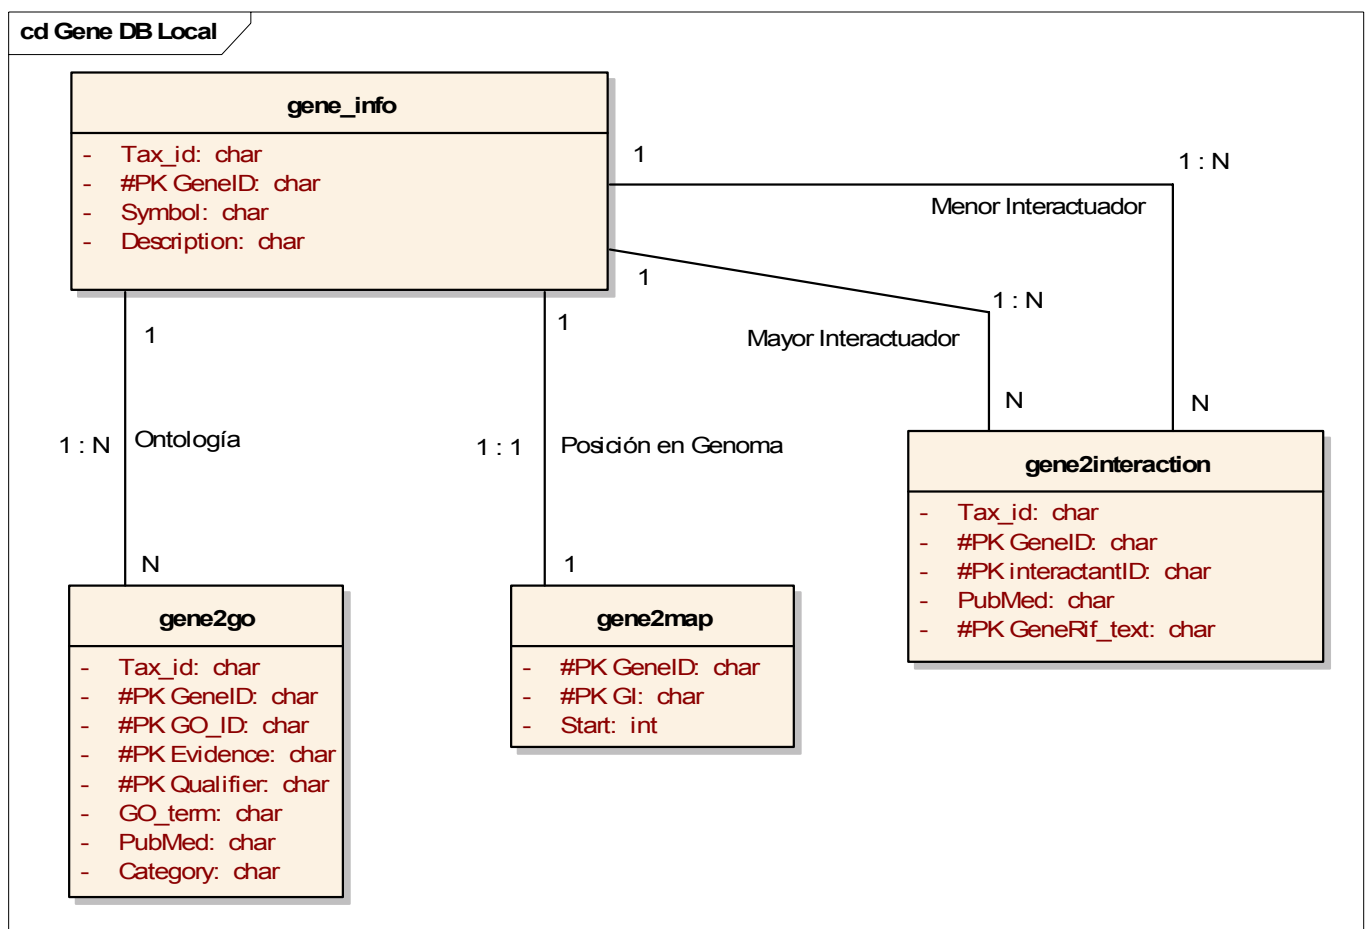 cd Gene DB Local
gene_info
- Tax_id: char
- #PK GeneID: char
- Symbol: char
- Description: char
1
1 : N
Menor Interactuador
1
1 : N
Mayor Interactuador
N
N
1
1 : N
Ontología
N
1
1 : 1
Posición en Genoma
1
gene2interaction
- Tax_id: char
- #PK GeneID: char
- #PK interactantID: char
- PubMed: char
- #PK GeneRif_text: char
gene2go
- Tax_id: char
- #PK GeneID: char
- #PK GO_ID: char
- #PK Evidence: char
- #PK Qualifier: char
- GO_term: char
- PubMed: char
- Category: char
gene2map
- #PK GeneID: char
- #PK GI: char
- Start: int